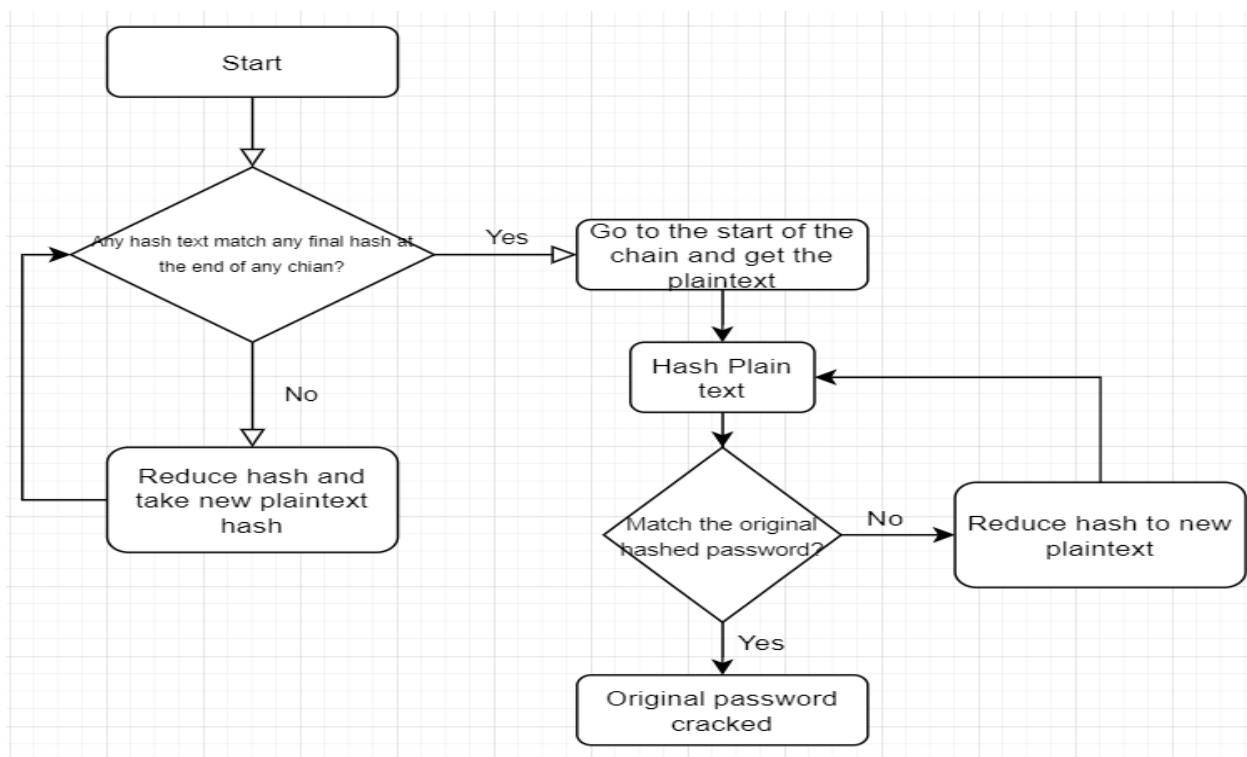 Start
Any hash text match any final hash at
the end of any chian?
Yes
Go to the start of the
chain and get the
plaintext
Hash Plain
text
No
Reduce hash and
take new plaintext
hash
Match the original
hashed password?
No
Reduce hash to new
plaintext
Yes
Original password
cracked